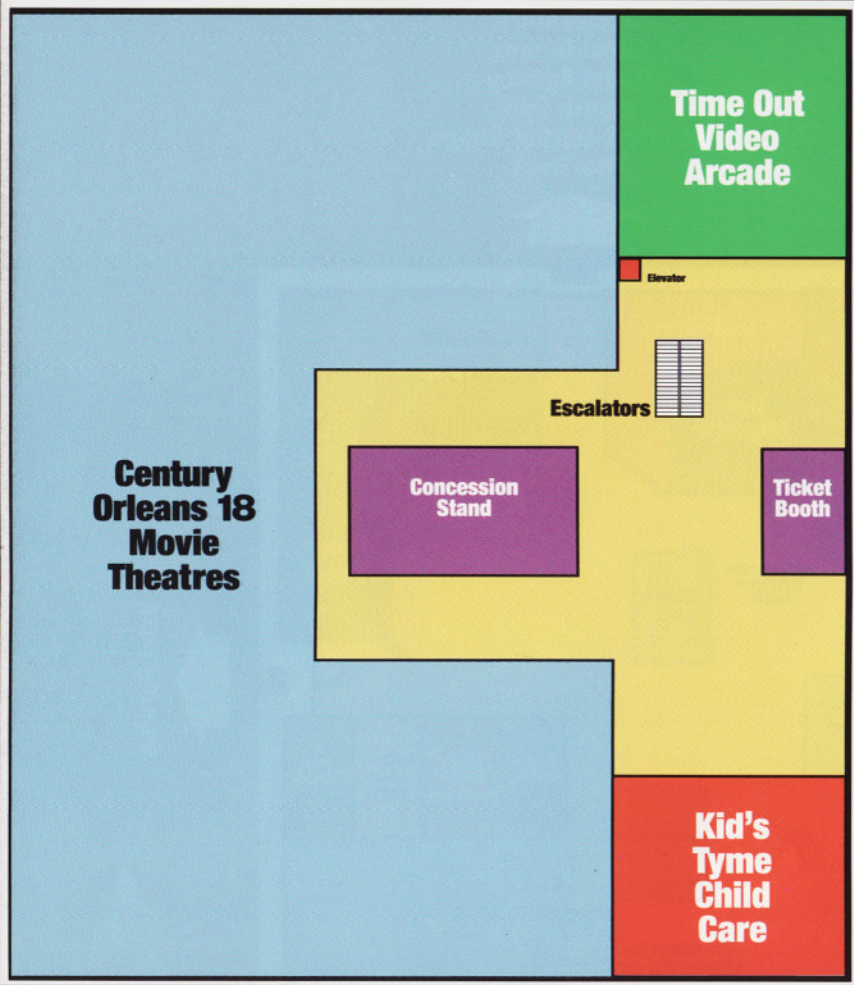 Time Out
Video
Arcade
Elevator
Escalators
Century
Orleans 18
Movie
Theatres
Concession
Stand
Ticket
Booth
Kid's
Tyme
Child
Care